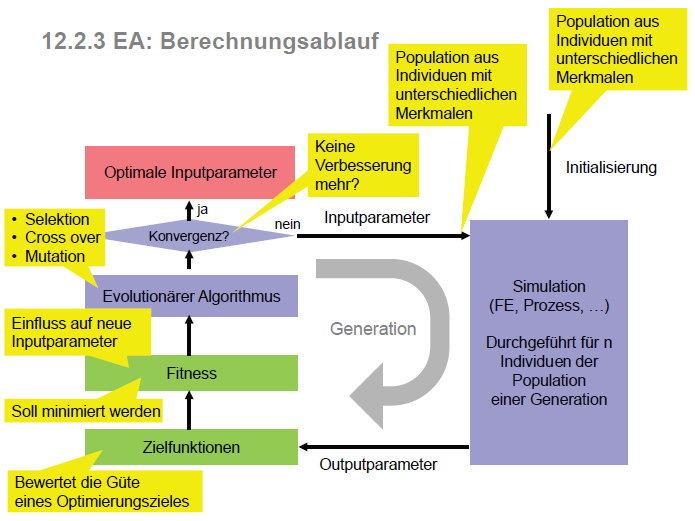 12.2.3 EA: Berechnungsablauf
Population aus
Individuen mit
unterschiedlichen
Merkmalen
Population aus
Individuen mit
unterschiedlichen
Merkmalen
Initialisierung
Optimale Inputparameter
Keine
Verbesserung
mehr?
ja
nein
Inputparameter
Konvergenz?
• Selektion
• Cross over
• Mutation
Evolutionärer Algorithmus
Einfluss auf neue
Inputparameter
Generation
Simulation
(FE, Prozess, …)
Durchgeführt für n
Individuen der
Population
einer Generation
Fitness
Soll minimiert werden
Zielfunktionen
Outputparameter
Bewertet die Güte
eines Optimierungszieles